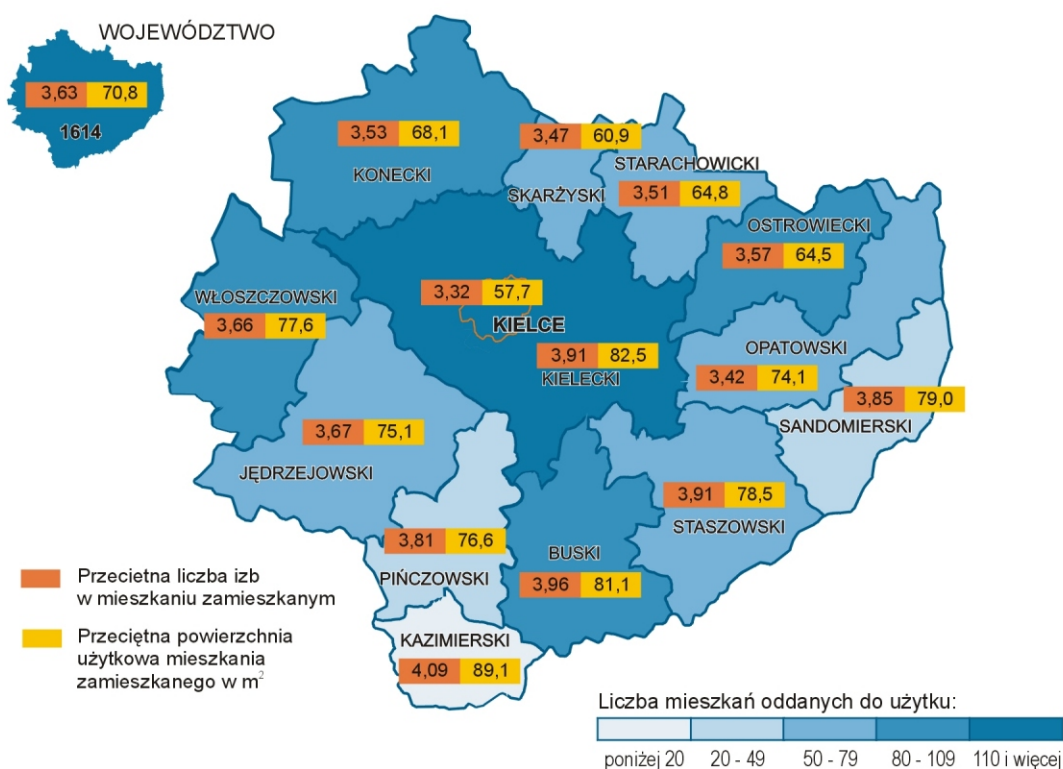 WOJEWÓDZTWO
3,63 70,8
1614
3,53 68,1
KONECKI
3,47 60,9
SKARŻYSKI
STARACHOWICKI
3,51 64,8
OSTROWIECKI
3,57 64,5
WŁOSZCZOWSKI
3,66 77,6
3,32 57,7
KIELCE
3,91 82,5
KIELECKI
OPATOWSKI
3,42 74,1
3,85 79,0
SANDOMIERSKI
3,67 75,1
JĘDRZEJOWSKI
3,91 78,5
STASZOWSKI
3,81 76,6
PIŃCZOWSKI
BUSKI
3,96 81,1
KAZIMIERSKI
4,09 89,1
Przecietna liczba izb
w mieszkaniu zamieszkanym
Przeciętna powierzchnia
użytkowa mieszkania
zamieszkanego w m²
Liczba mieszkań oddanych do użytku:
poniżej 20 20 - 49 50 - 79 80 - 109 110 i więcej